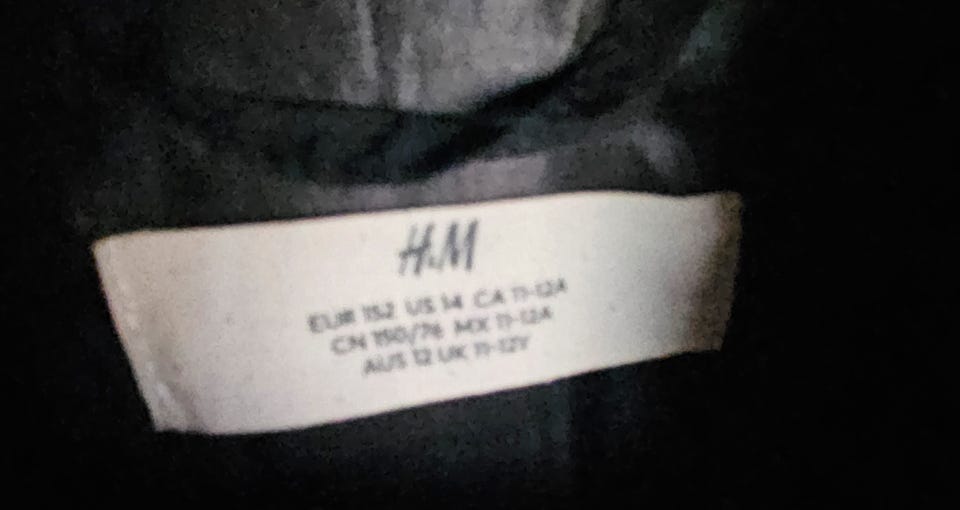 H&M
EUR 152 US 14 CA 11-12A
CN 150/76 MX 11-12A
AUS 12 UK 11-12Y